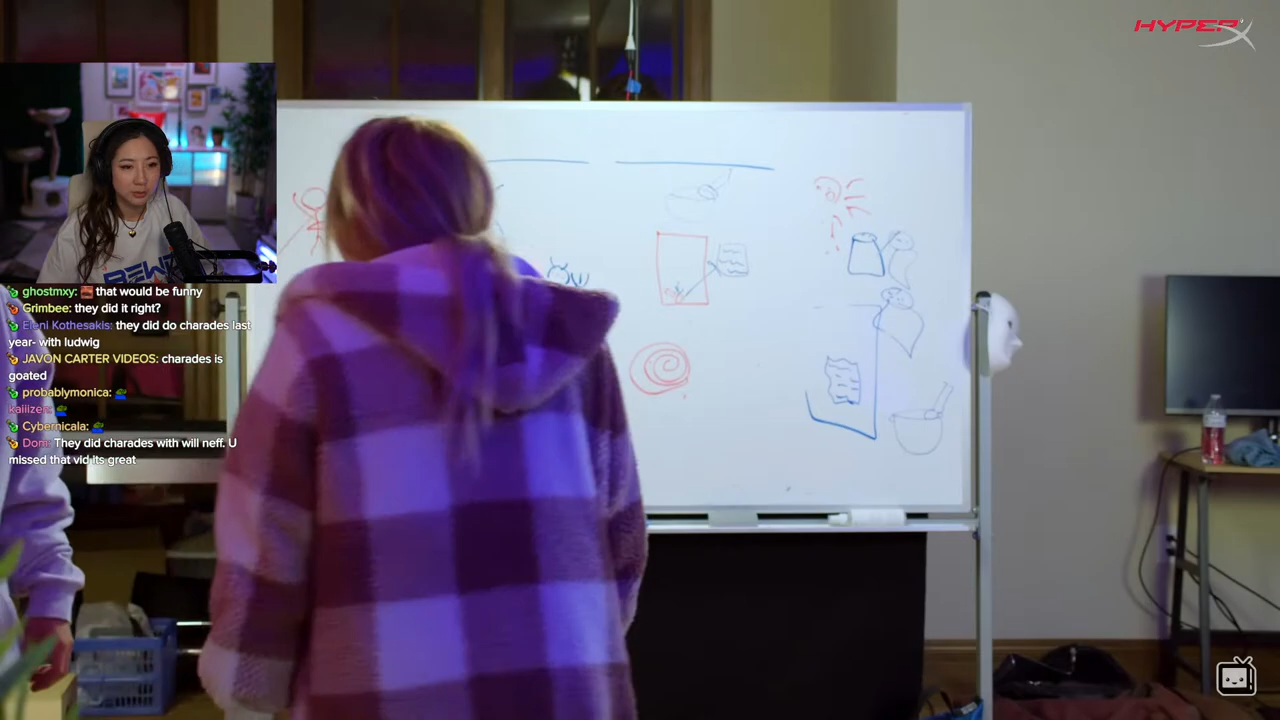 HYPERX
ghostmxy: that would be funny
Grimbee: they did it right?
Eleni Kothesakis: they did do charades last
year- with ludwig
JAVON CARTER VIDEOS: charades is
goated
probablymonica:
kaiiizen:
Cybernicala:
Dom: They did charades with will neff. U
missed that vid its great